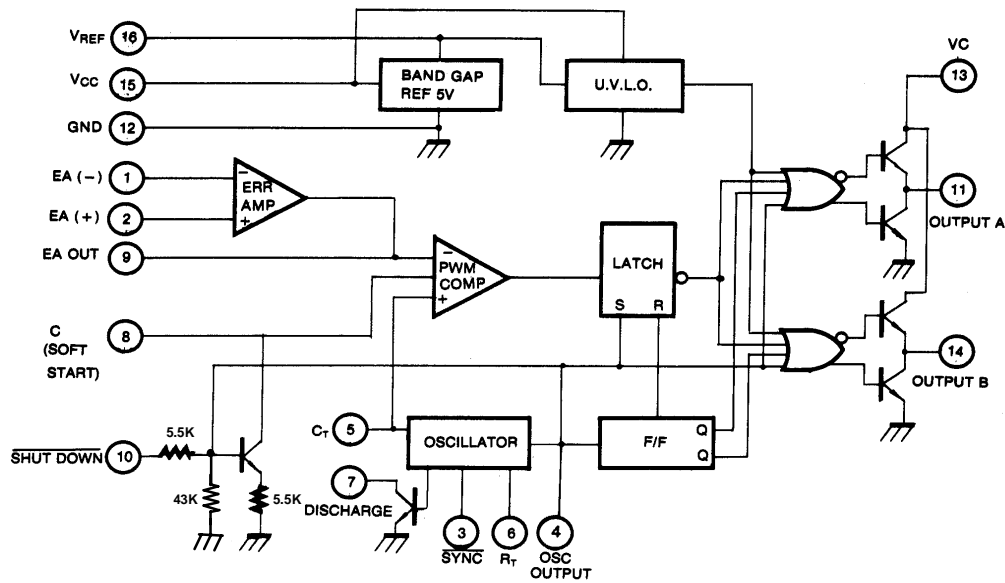 VREF 16
VCC 15
GND 12
BAND GAP
REF 5V
U.V.L.O.
VC
13
EA (-) 1
EA (+) 2
EA OUT 9
- ERR
AMP
+
-
PWM
COMP
+
LATCH
S R
11
OUTPUT A
C
(SOFT
START)
8
14
OUTPUT B
SHUT DOWN 10
5.5K
43K
5.5K
CT 5
OSCILLATOR
F/F
Q
Q
7
DISCHARGE
3
SYNC
6
RT
4
OSC
OUTPUT